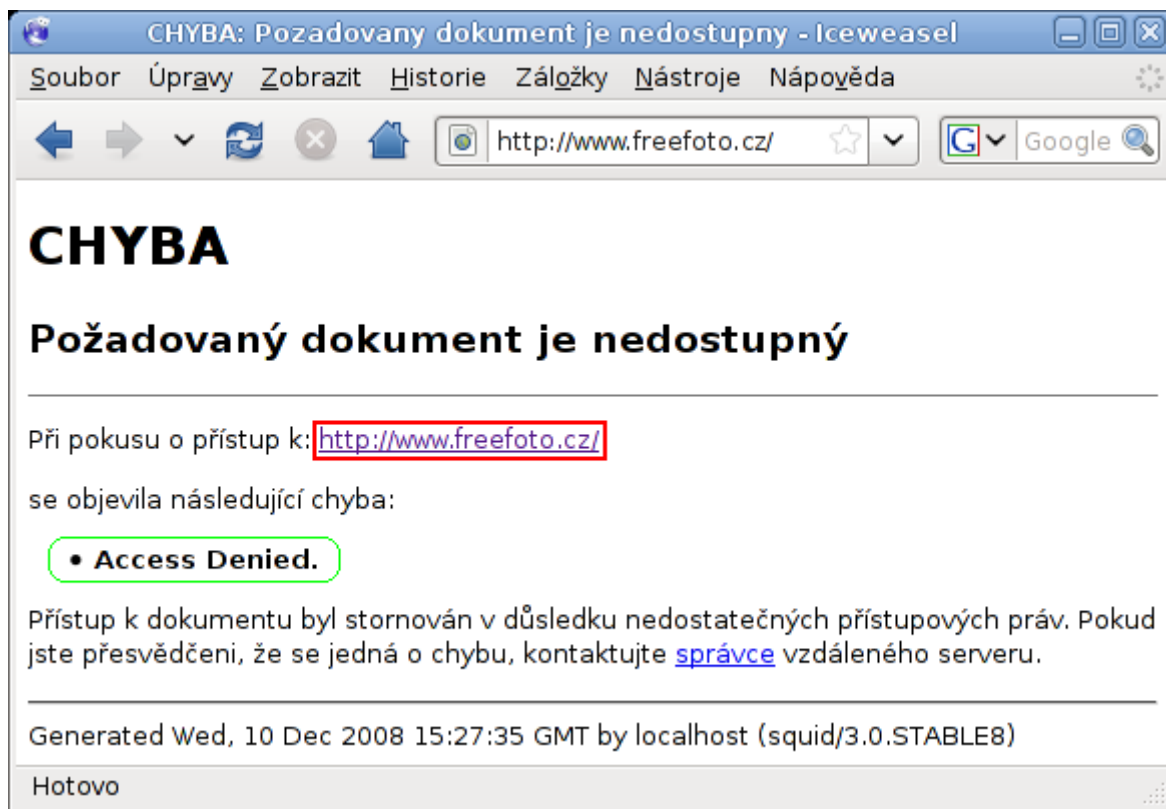 CHYBA: Pozadovany dokument je nedostupny - Iceweasel
Soubor Úpravy Zobrazit Historie Záložky Nástroje Nápověda
http://www.freefoto.cz/ G Google
CHYBA
Požadovaný dokument je nedostupný
Při pokusu o přístup k: http://www.freefoto.cz/
se objevila následující chyba:
• Access Denied.
Přístup k dokumentu byl stornován v důsledku nedostatečných přístupových práv. Pokud
jste přesvědčeni, že se jedná o chybu, kontaktujte správce vzdáleného serveru.
Generated Wed, 10 Dec 2008 15:27:35 GMT by localhost (squid/3.0.STABLE8)
Hotovo